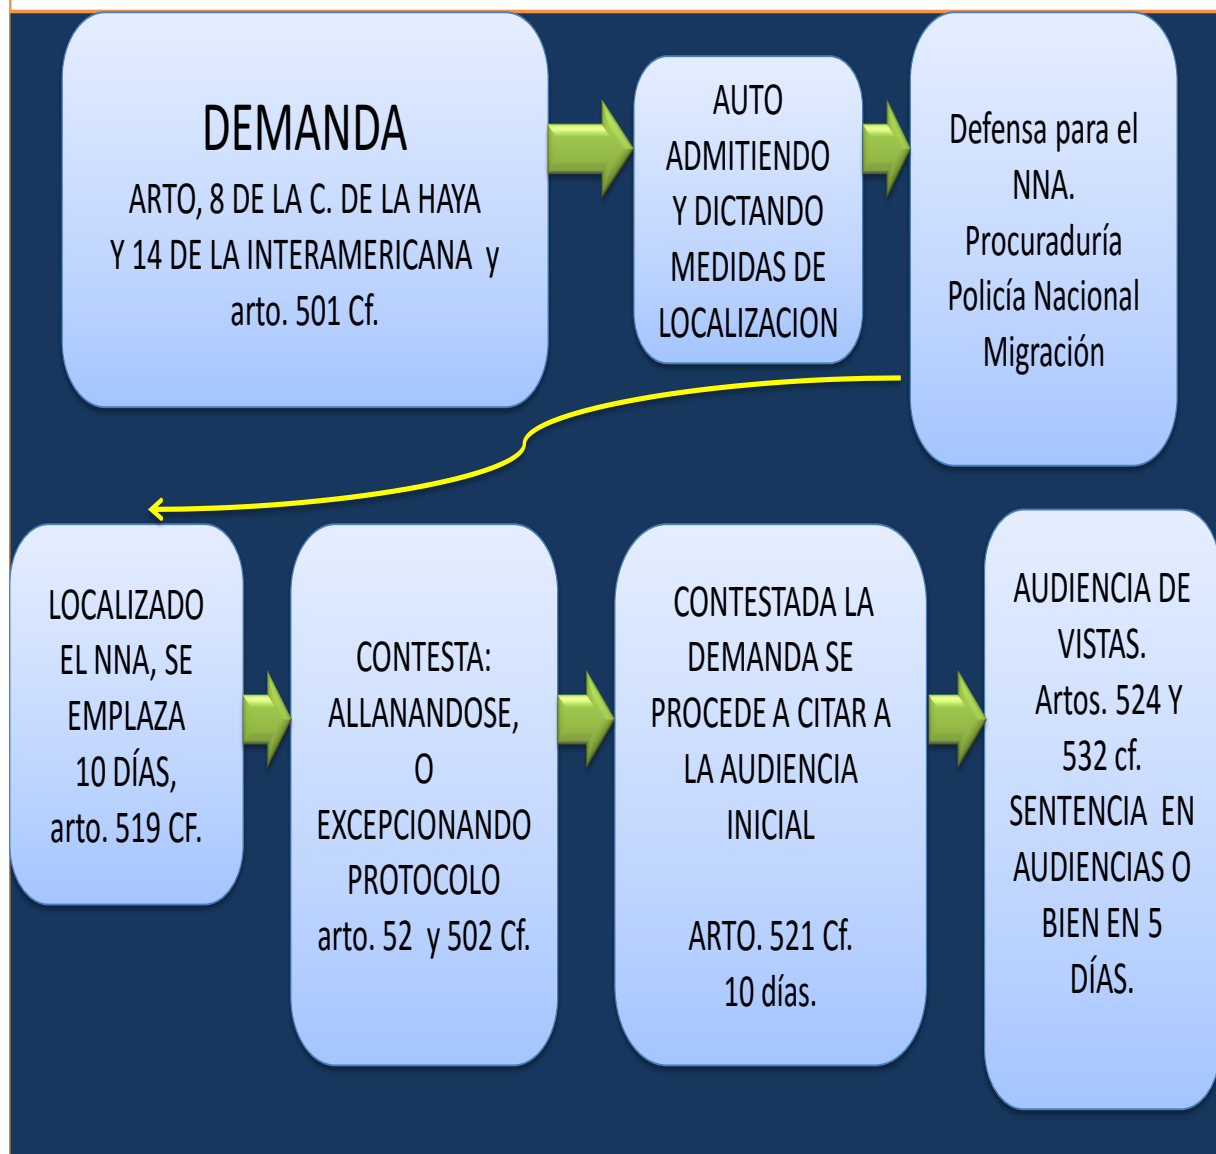 DEMANDA
ARTO, 8 DE LA C. DE LA HAYA
Y 14 DE LA INTERAMERICANA y
arto. 501 Cf.
AUTO
ADMITIENDO
Y DICTANDO
MEDIDAS DE
LOCALIZACION
Defensa para el
NNA.
Procuraduría
Policía Nacional
Migración
LOCALIZADO
EL NNA, SE
EMPLAZA
10 DÍAS,
arto. 519 CF.
CONTESTA:
ALLANANDOSE,
O
EXCEPCIONANDO
PROTOCOLO
arto. 52 y 502 Cf.
CONTESTADA LA
DEMANDA SE
PROCEDE A CITAR A
LA AUDIENCIA
INICIAL
ARTO. 521 Cf.
10 días.
AUDIENCIA DE
VISTAS.
Artos. 524 Y
532 cf.
SENTENCIA EN
AUDIENCIAS O
BIEN EN 5
DÍAS.